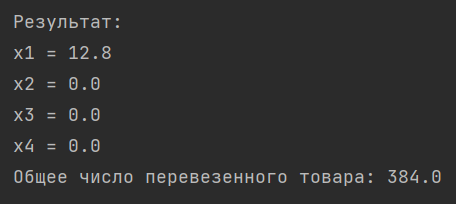 Результат:
x1 = 12.8
x2 = 0.0
x3 = 0.0
x4 = 0.0
Общее число перевезенного товара: 384.0